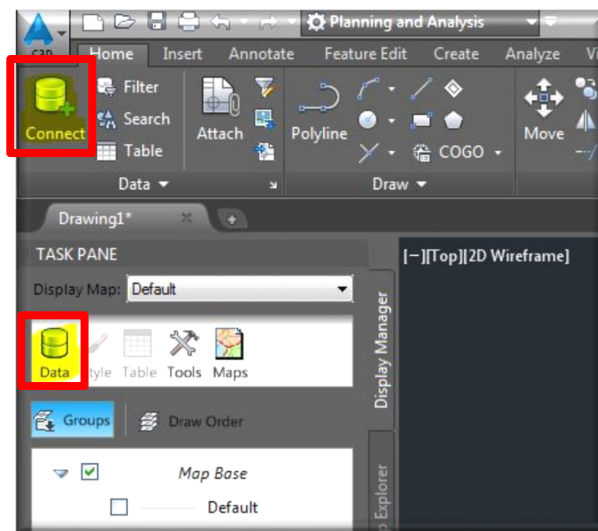 Planning and Analysis
C3D Home Insert Annotate Feature Edit Create Analyze Vi
Connect
Filter
Search
Table
Attach
Polyline
COGO
Move
Data
Draw
Drawing1*
TASK PANE
[−][Top][2D Wireframe]
Display Map: Default
Data Style Table Tools Maps
Groups
Draw Order
Map Base
Default
Display Manager
p Explorer